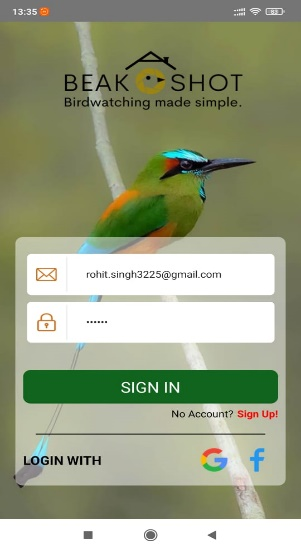 13:35
BEAK SHOT
Birdwatching made simple.
rohit.singh3225@gmail.com
••••••
SIGN IN
No Account? Sign Up!
LOGIN WITH